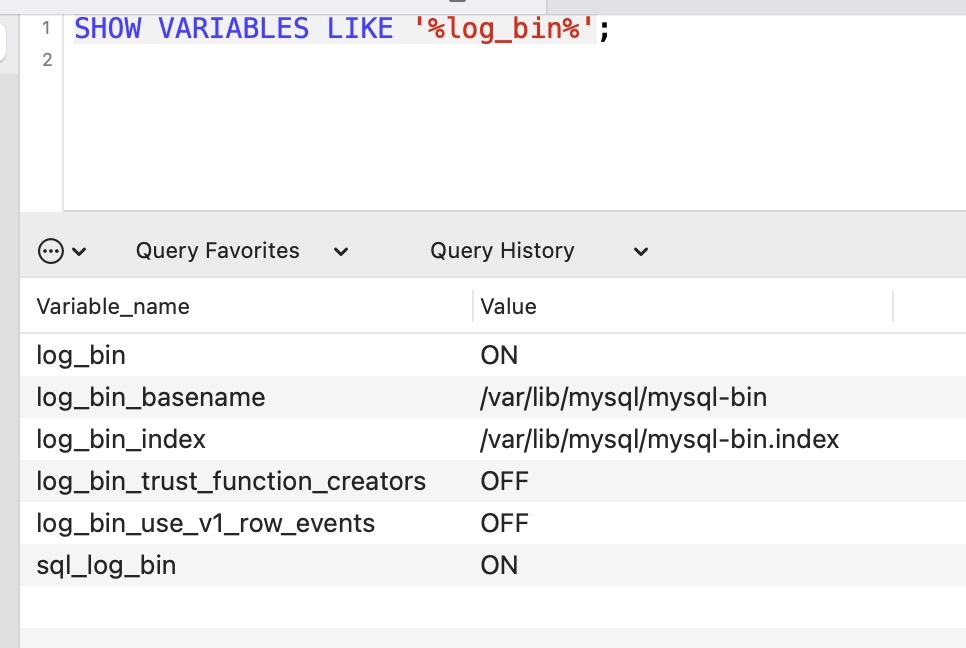 1 SHOW VARIABLES LIKE '%log_bin%';
2
Query Favorites Query History
Variable_name Value
log_bin ON
log_bin_basename /var/lib/mysql/mysql-bin
log_bin_index /var/lib/mysql/mysql-bin.index
log_bin_trust_function_creators OFF
log_bin_use_v1_row_events OFF
sql_log_bin ON